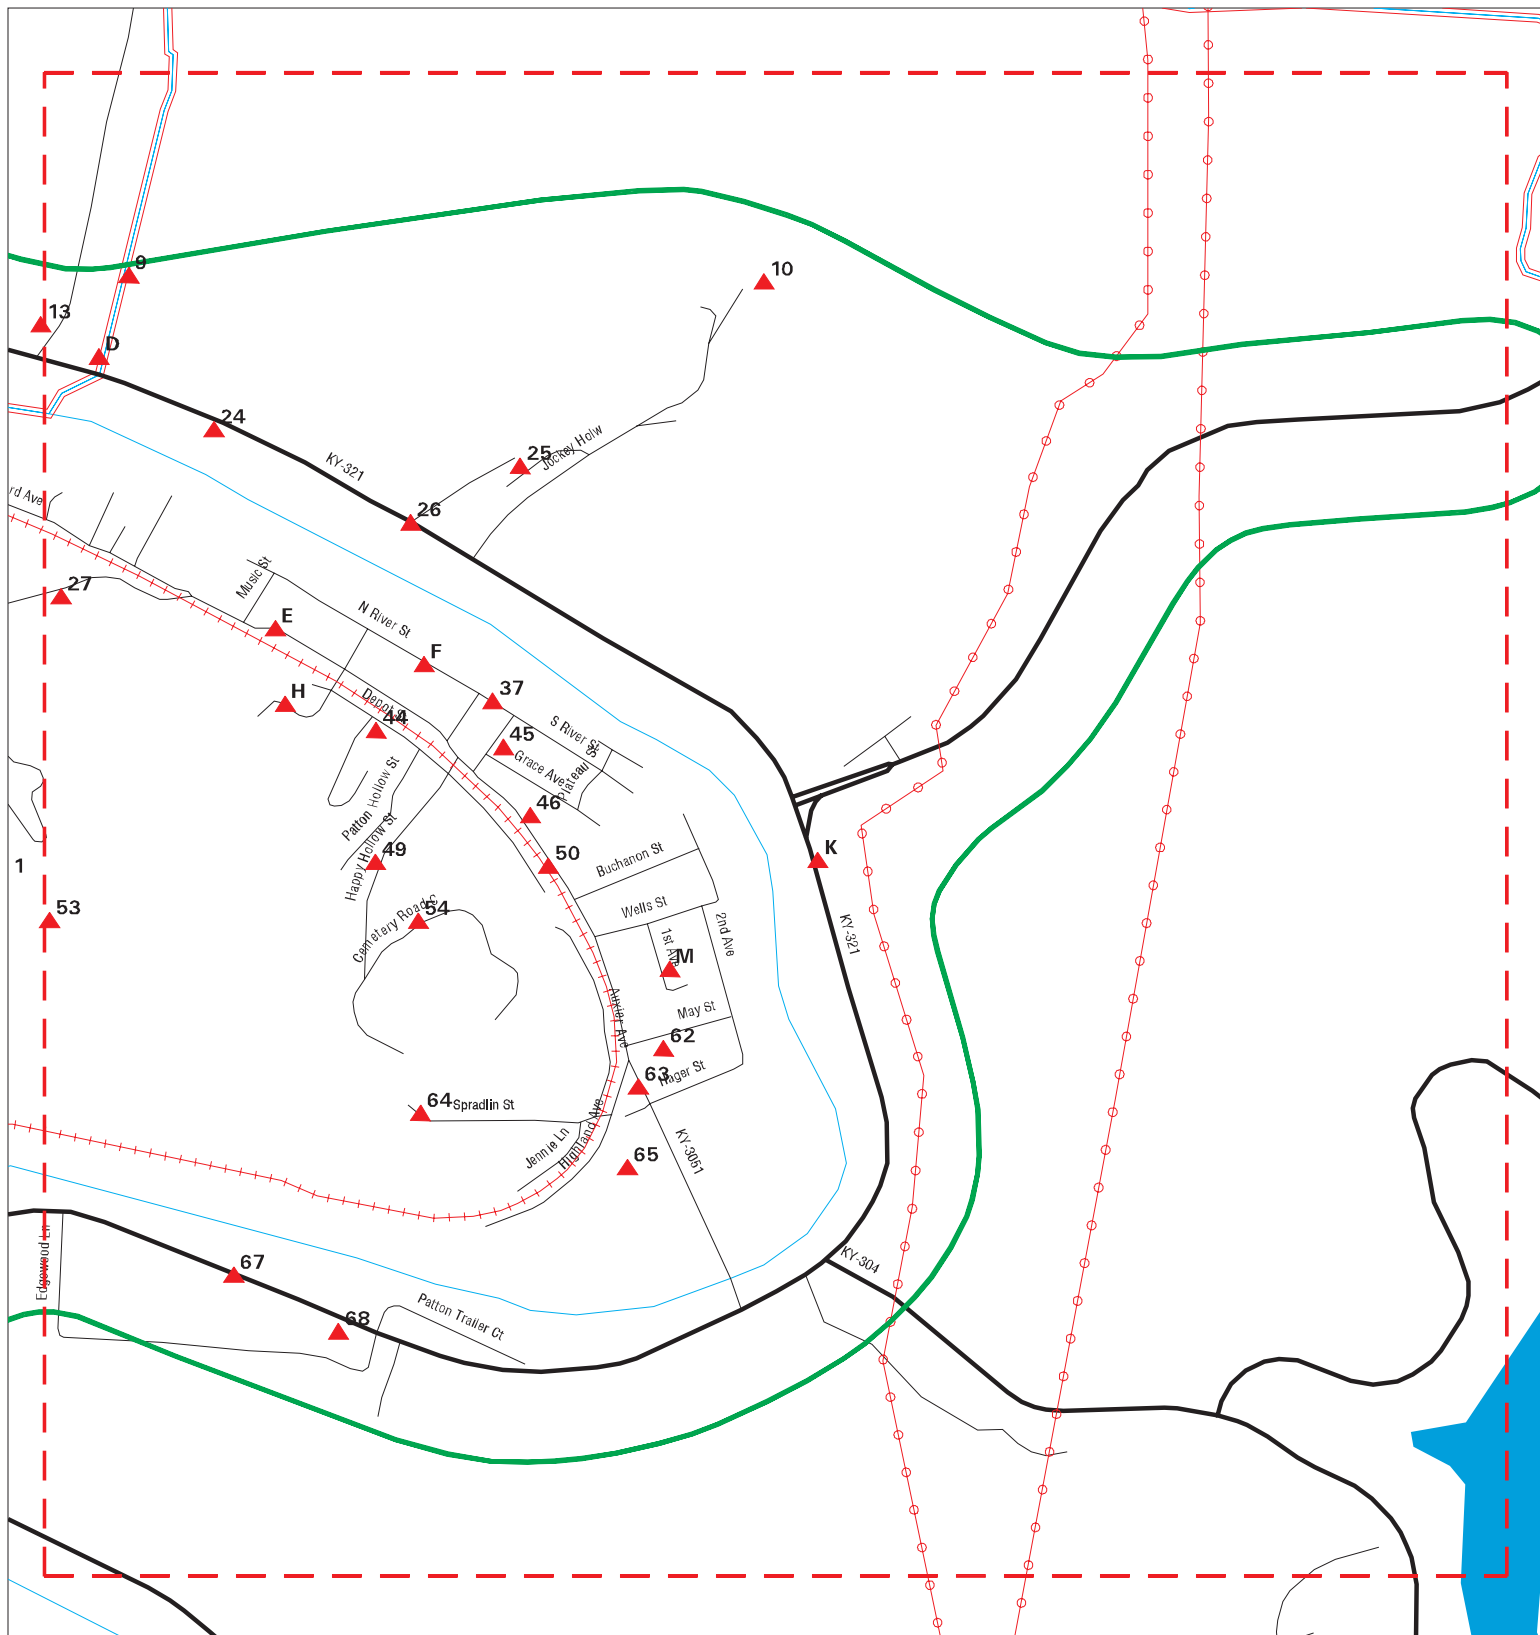 9
10
13
D
24
KY-321
25
Jockey Holw
rd Ave
26
27
Music St
E
N River St
F
H
37
Depot S
44
S River St
45
Grace Ave
Plateau St
Patton Hollow St
46
Happy Hollow St
49
50
Buchanon St
K
1
53
Cemetery Road C
54
Wells St
2nd Ave
KY-321
1st Ave
M
Auxier Ave
May St
62
63
Hager St
64
Spradlin St
Highland Ave
Jennie Ln
65
KY-3051
Edgewood Ln
67
KY-304
68
Patton Trailer Ct